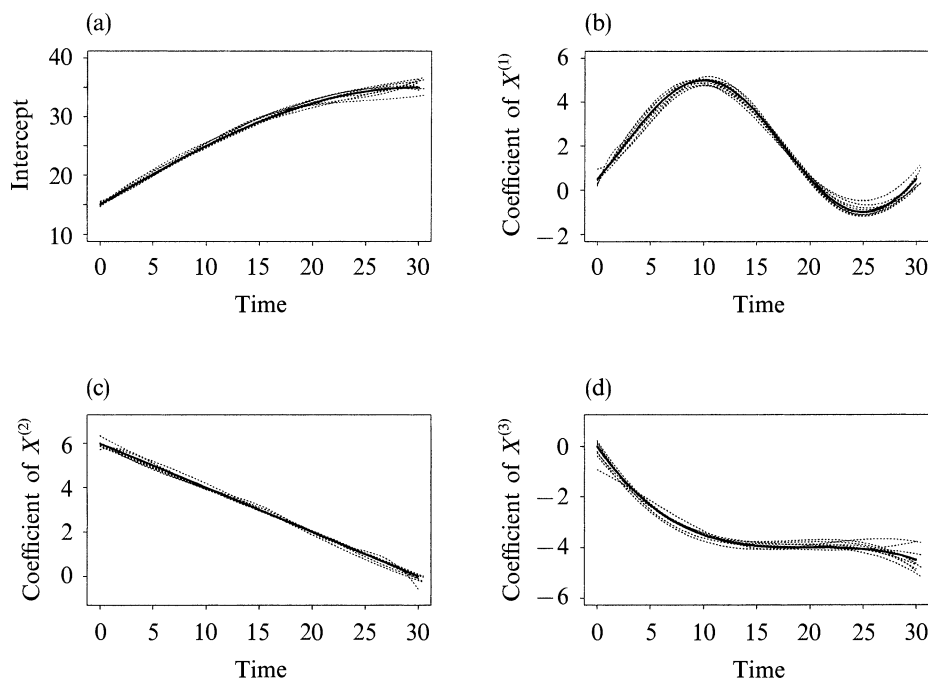 (a)
Intercept
40
30
20
10
0 5 10 15 20 25 30
Time
(b)
Coefficient of X^(1)
6
4
2
0
−2
0 5 10 15 20 25 30
Time
(c)
Coefficient of X^(2)
6
4
2
0
0 5 10 15 20 25 30
Time
(d)
Coefficient of X^(3)
0
−2
−4
−6
0 5 10 15 20 25 30
Time